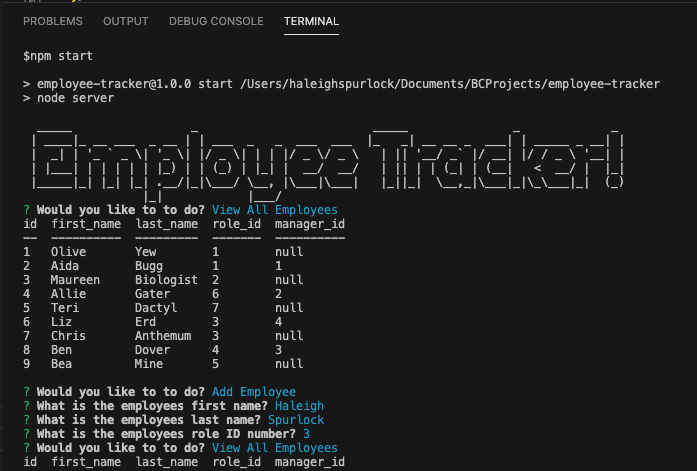 PROBLEMS OUTPUT DEBUG CONSOLE TERMINAL
$npm start
> employee-tracker@1.0.0 start /Users/haleighspurlock/Documents/BCProjects/employee-tracker
> node server
Employee Tracker!
? Would you like to to do? View All Employees
id first_name last_name role_id manager_id
-- ---------- --------- ------- ----------
1 Olive Yew 1 null
2 Aida Bugg 1 1
3 Maureen Biologist 2 null
4 Allie Gater 6 2
5 Teri Dactyl 7 null
6 Liz Erd 3 4
7 Chris Anthemum 3 null
8 Ben Dover 4 3
9 Bea Mine 5 null
? Would you like to to do? Add Employee
? What is the employees first name? Haleigh
? What is the employees last name? Spurlock
? What is the employees role ID number? 3
? Would you like to to do? View All Employees
id first_name last_name role_id manager_id